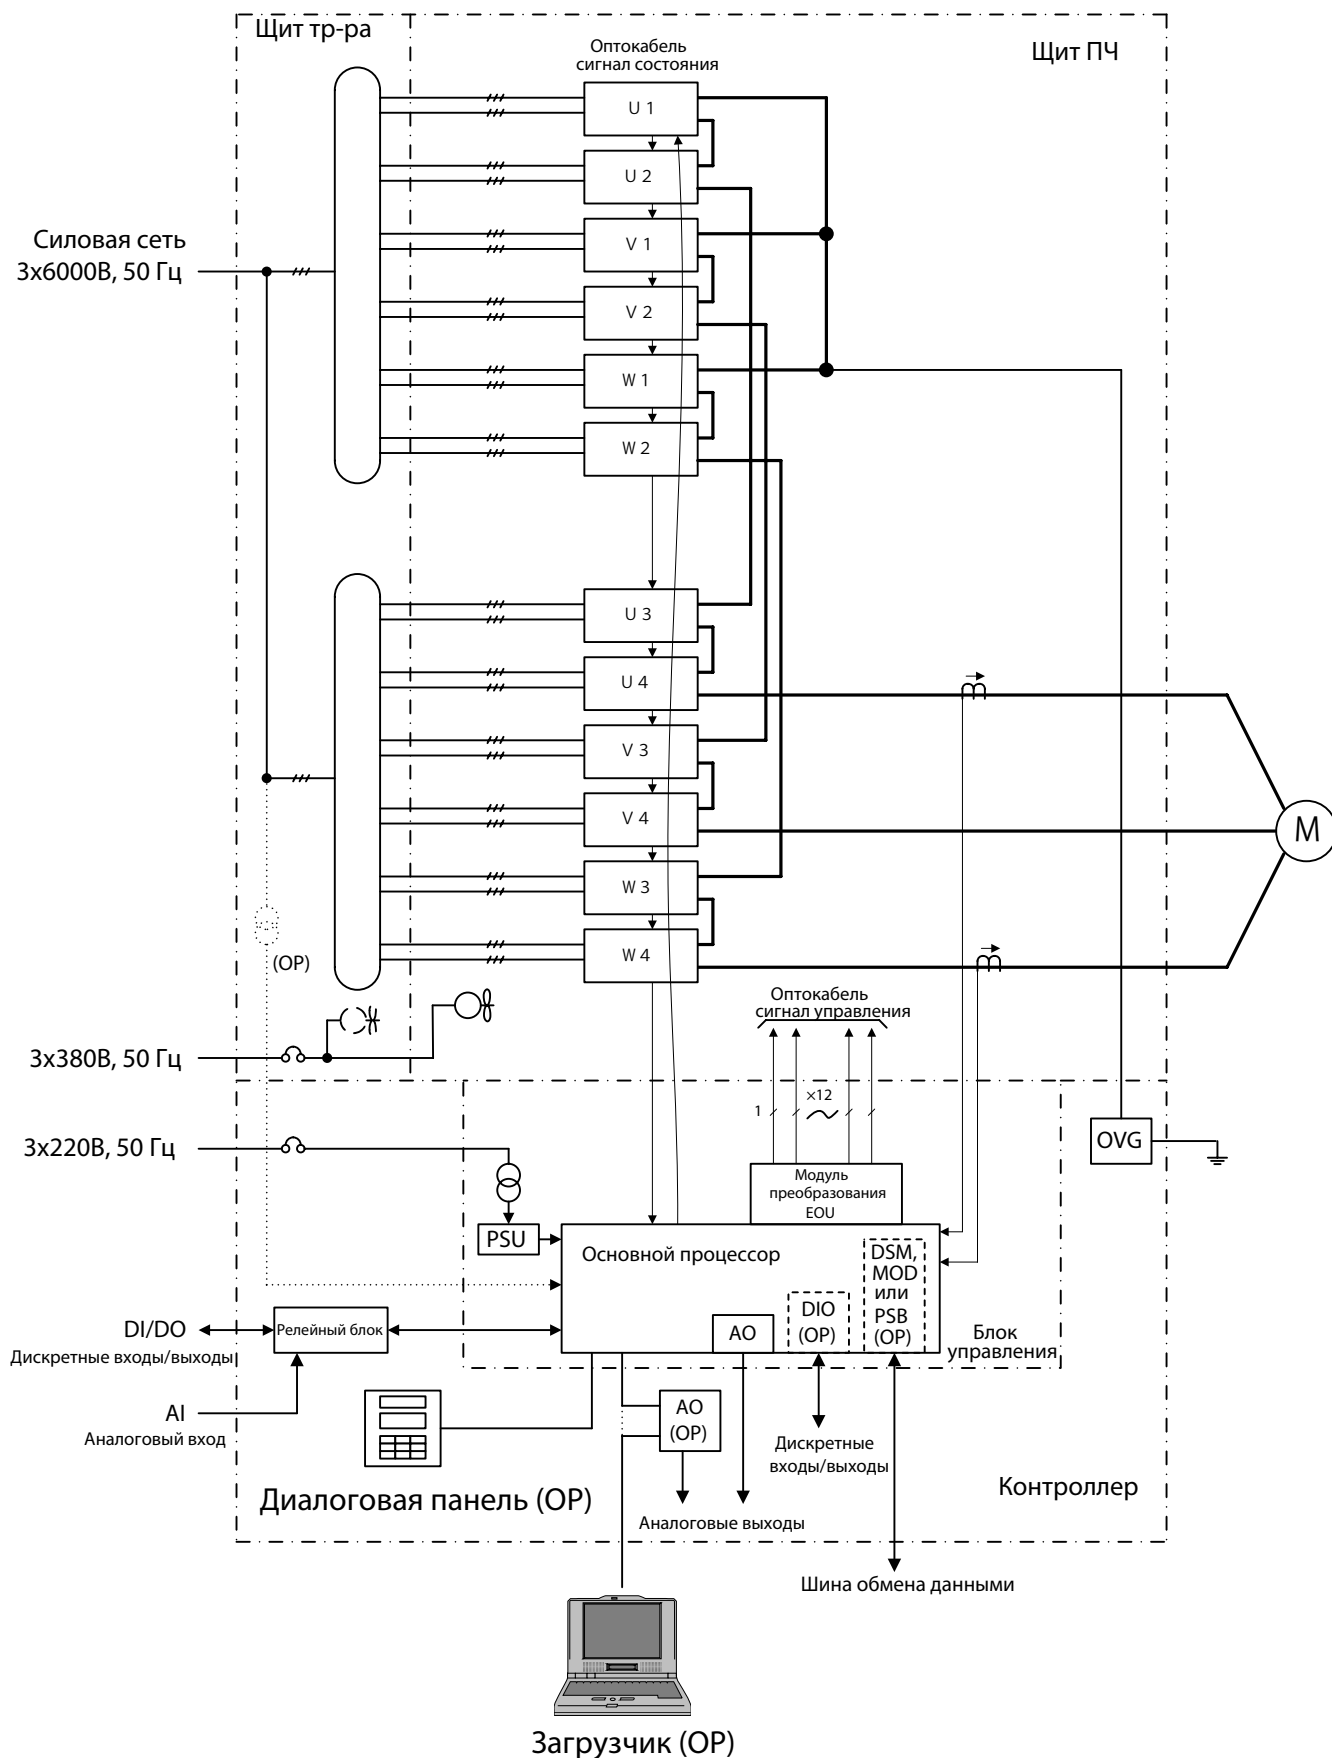 Щит тр-ра
Щит ПЧ
Оптокабель
сигнал состояния
U 1
U 2
V 1
V 2
W 1
W 2
Силовая сеть
3х6000В, 50 Гц
U 3
U 4
V 3
V 4
W 3
W 4
M
(OP)
Оптокабель
сигнал управления
3х380В, 50 Гц
1
×12
3х220В, 50 Гц
OVG
Модуль
преобразования
EOU
PSU
Основной процессор
DSM,
MOD
или
PSB
(OP)
DIO
(OP)
AO
Блок
управления
DI/DO
Дискретные входы/выходы
Релейный блок
AI
Аналоговый вход
AO
(OP)
Дискретные
входы/выходы
Диалоговая панель (OP)
Контроллер
Аналоговые выходы
Шина обмена данными
Загрузчик (OP)